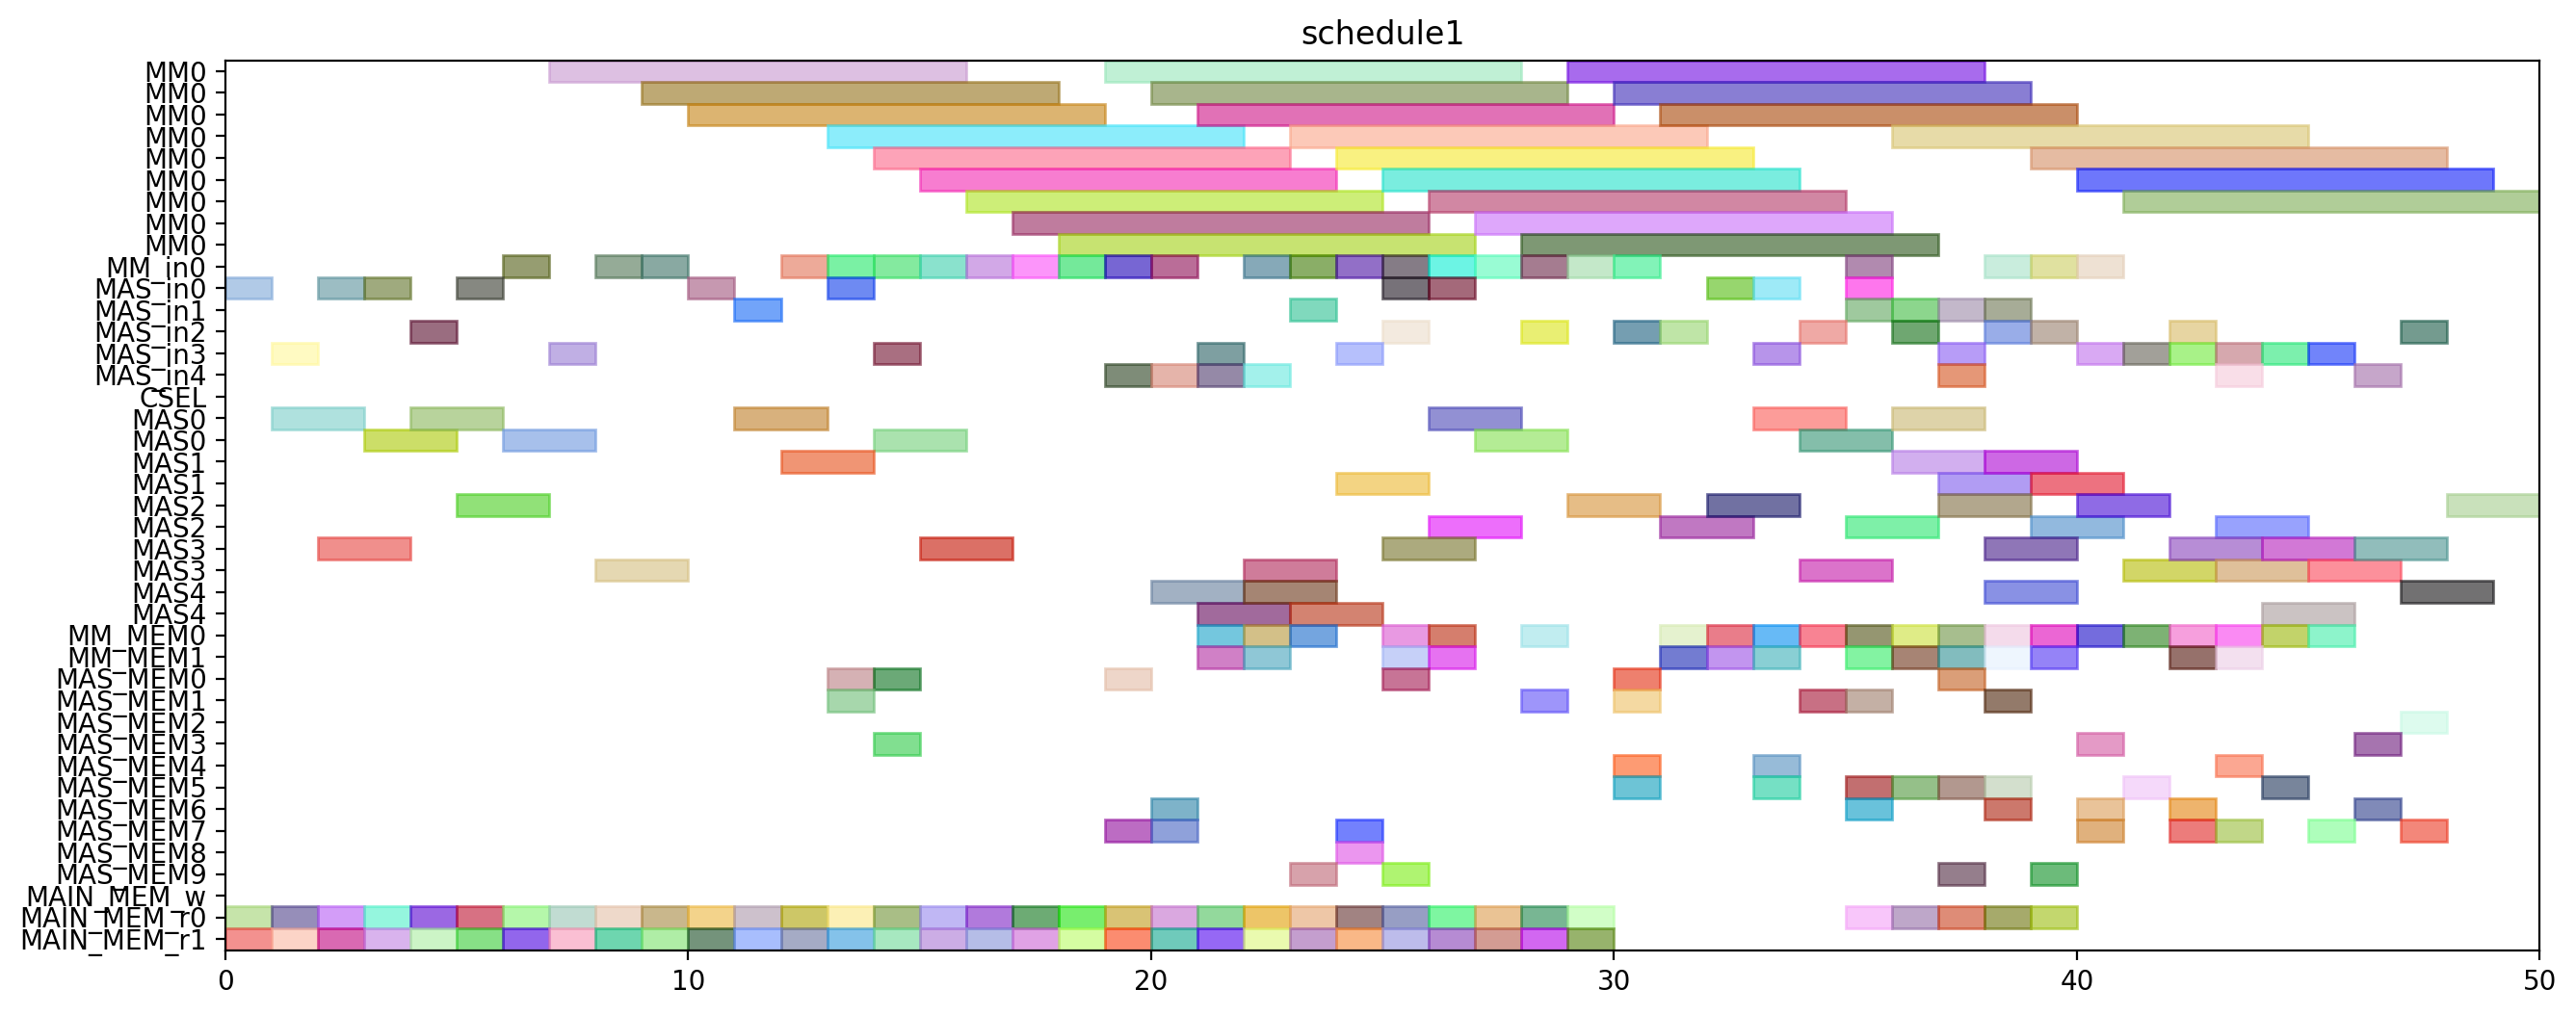 schedule1
MM0
MM0
MM0
MM0
MM0
MM0
MM0
MM0
MM0
MM_in0
MAS_in0
MAS_in1
MAS_in2
MAS_in3
MAS_in4
CSEL
MAS0
MAS0
MAS1
MAS1
MAS2
MAS2
MAS3
MAS3
MAS4
MAS4
MM_MEM0
MM_MEM1
MAS_MEM0
MAS_MEM1
MAS_MEM2
MAS_MEM3
MAS_MEM4
MAS_MEM5
MAS_MEM6
MAS_MEM7
MAS_MEM8
MAS_MEM9
MAIN_MEM_w
MAIN_MEM_r0
MAIN_MEM_r1
0 10 20 30 40 50